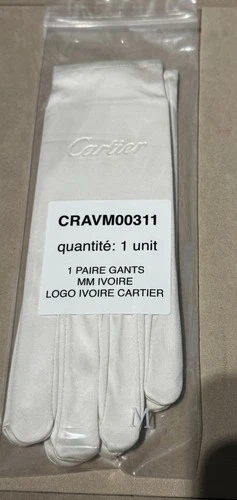 Cartier
CRAVM00311
quantité: 1 unit
1 PAIRE GANTS
MM IVOIRE
LOGO IVOIRE CARTIER
M